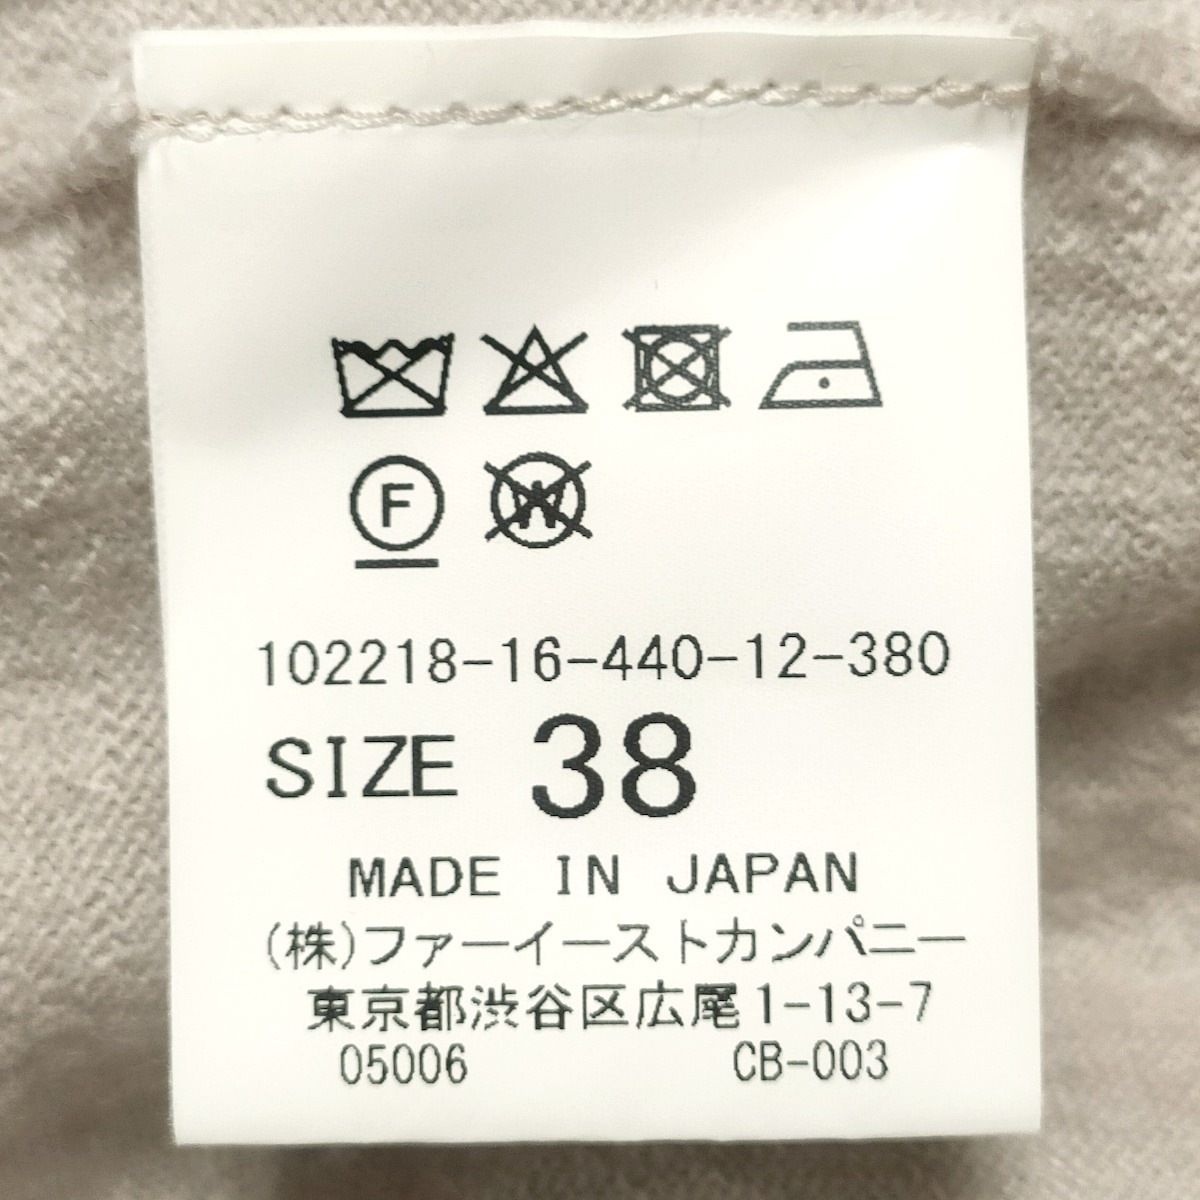 F W
102218-16-440-12-380
SIZE 38
MADE IN JAPAN
(株)ファーイーストカンパニー
東京都渋谷区広尾1-13-7
05006 CB-003